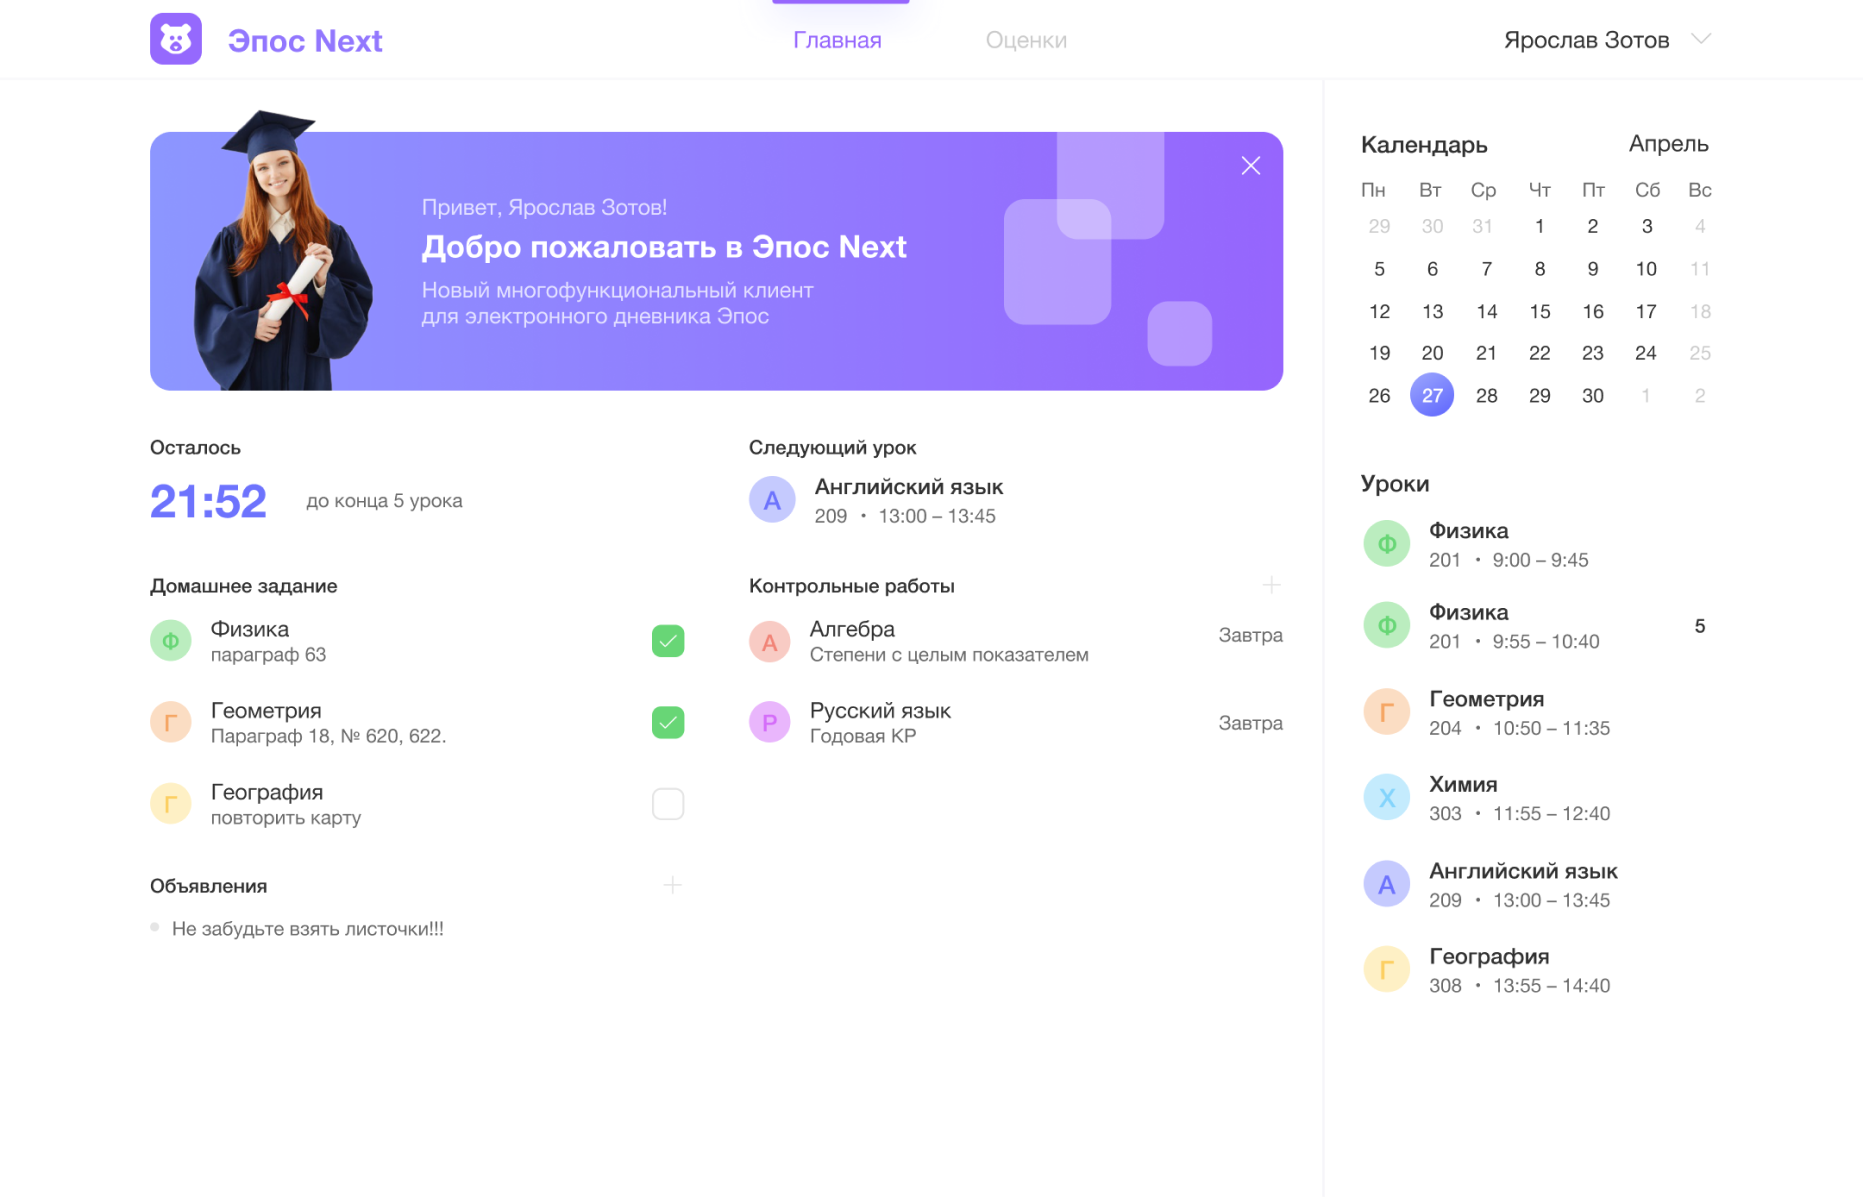 Эпос Next
Главная
Оценки
Ярослав Зотов
Привет, Ярослав Зотов!
Добро пожаловать в Эпос Next
Новый многофункциональный клиент
для электронного дневника Эпос
Осталось
21:52 до конца 5 урока
Следующий урок
А
Английский язык
209 • 13:00 – 13:45
Домашнее задание
Ф
Физика
параграф 63
Г
Геометрия
Параграф 18, № 620, 622.
Г
География
повторить карту
Контрольные работы
А
Алгебра
Степени с целым показателем
Завтра
Р
Русский язык
Годовая КР
Завтра
Объявления
Не забудьте взять листочки!!!
Календарь Апрель
Пн Вт Ср Чт Пт Сб Вс
29 30 31 1 2 3 4
5 6 7 8 9 10 11
12 13 14 15 16 17 18
19 20 21 22 23 24 25
26 27 28 29 30 1 2
Уроки
Ф
Физика
201 • 9:00 – 9:45
Ф
Физика
201 • 9:55 – 10:40
5
Г
Геометрия
204 • 10:50 – 11:35
Х
Химия
303 • 11:55 – 12:40
А
Английский язык
209 • 13:00 – 13:45
Г
География
308 • 13:55 – 14:40